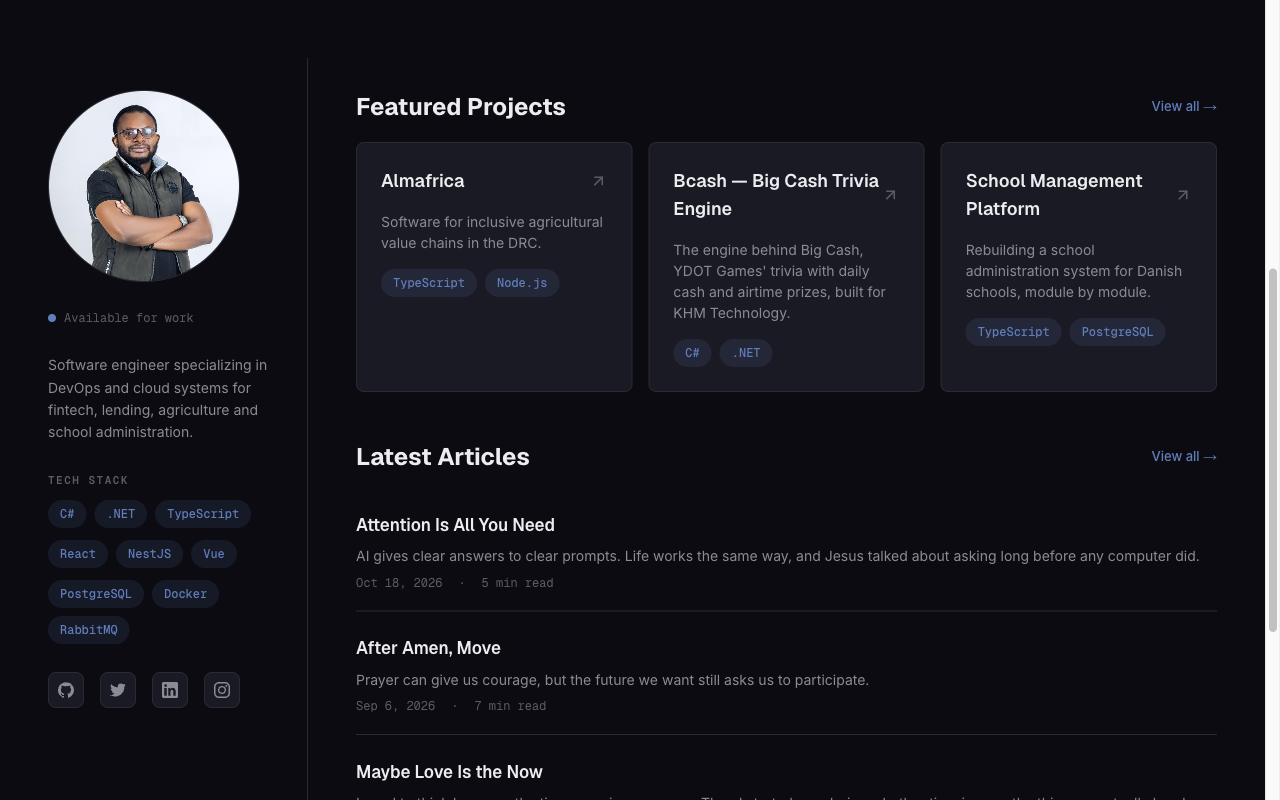 Available for work
Software engineer specializing in
DevOps and cloud systems for
fintech, lending, agriculture and
school administration.
TECH STACK
C# .NET TypeScript
React NestJS Vue
PostgreSQL Docker
RabbitMQ
Featured Projects
View all →
Almafrica
Software for inclusive agricultural
value chains in the DRC.
TypeScript Node.js
Bcash — Big Cash Trivia
Engine
The engine behind Big Cash,
YDOT Games' trivia with daily
cash and airtime prizes, built for
KHM Technology.
C# .NET
School Management
Platform
Rebuilding a school
administration system for Danish
schools, module by module.
TypeScript PostgreSQL
Latest Articles
View all →
Attention Is All You Need
AI gives clear answers to clear prompts. Life works the same way, and Jesus talked about asking long before any computer did.
Oct 18, 2026 · 5 min read
After Amen, Move
Prayer can give us courage, but the future we want still asks us to participate.
Sep 6, 2026 · 7 min read
Maybe Love Is the Now